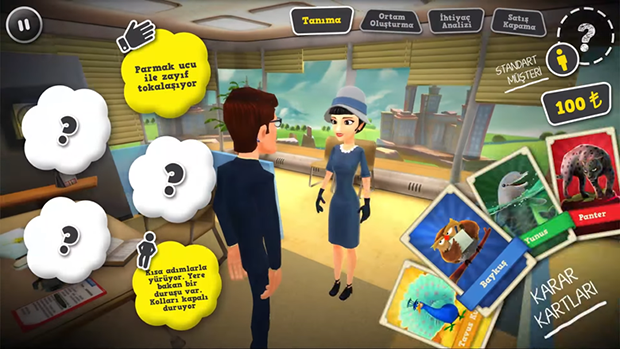 Tanıma
Ortam
Oluşturma
İhtiyaç
Analizi
Satış
Kapama
?
STANDART
MÜŞTERİ
100 ₺
Parmak ucu
ile zayıf
tokalaşıyor
?
?
?
Kısa adımlarla
yürüyor. Yere
bakan bir
duruşu var.
Kolları kapalı
duruyor
Panter
Yunus
Baykuş
Tavus
KARAR
KARTLARI